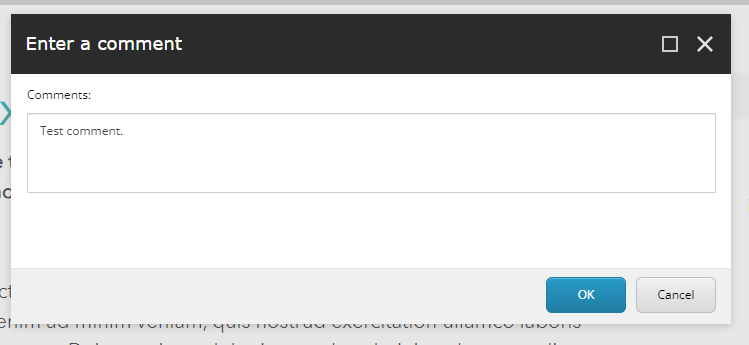 Enter a comment
Comments:
Test comment.
OK
Cancel
enim ad minim veniam, quis nostrud exercitation ullamco laboris